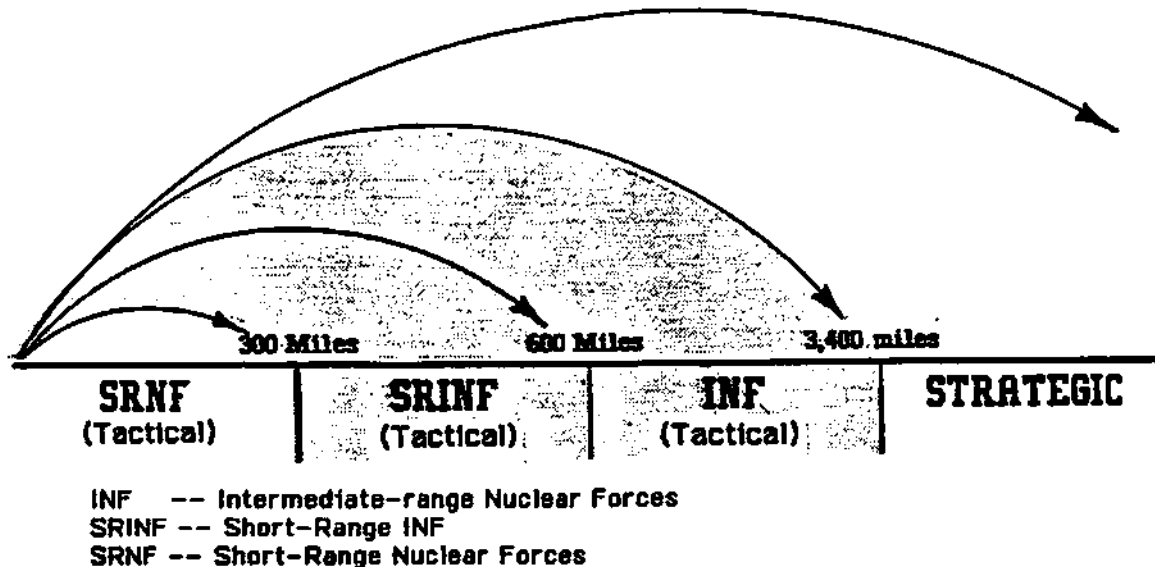 300 Miles 600 Miles 3,400 miles
SRNF SRINF INF STRATEGIC
(Tactical) (Tactical) (Tactical)
INF -- Intermediate-range Nuclear Forces
SRINF -- Short-Range INF
SRNF -- Short-Range Nuclear Forces